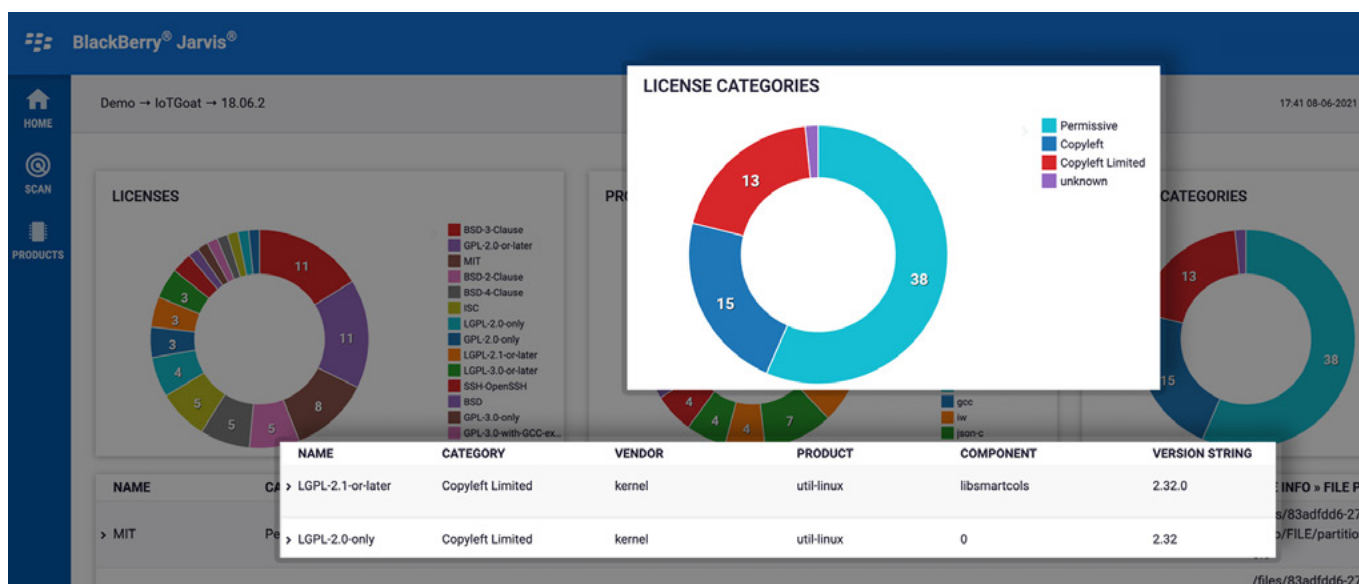 BlackBerry® Jarvis®
HOME
SCAN
PRODUCTS
Demo → IoTGoat → 18.06.2
17:41 08-06-2021
LICENSES
11
11
8
5
5
5
4
3
3
3
BSD-3-Clause
GPL-2.0-or-later
MIT
BSD-2-Clause
BSD-4-Clause
ISC
LGPL-2.0-only
GPL-2.0-only
LGPL-2.1-or-later
LGPL-3.0-or-later
SSH-OpenSSH
BSD
GPL-3.0-only
GPL-3.0-with-GCC-ex...
PR
4
4
4
7
gcc
iw
json-c
LICENSE CATEGORIES
38
15
13
Permissive
Copyleft
Copyleft Limited
unknown
CATEGORIES
13
38
15
NAME CATEGORY VENDOR PRODUCT COMPONENT VERSION STRING
› LGPL-2.1-or-later Copyleft Limited kernel util-linux libsmartcols 2.32.0
› LGPL-2.0-only Copyleft Limited kernel util-linux 0 2.32
NAME CA INFO » FILE P
› MIT Pe
s/83adfdd6-27
/FILE/partitio
/files/83adfdd6-27